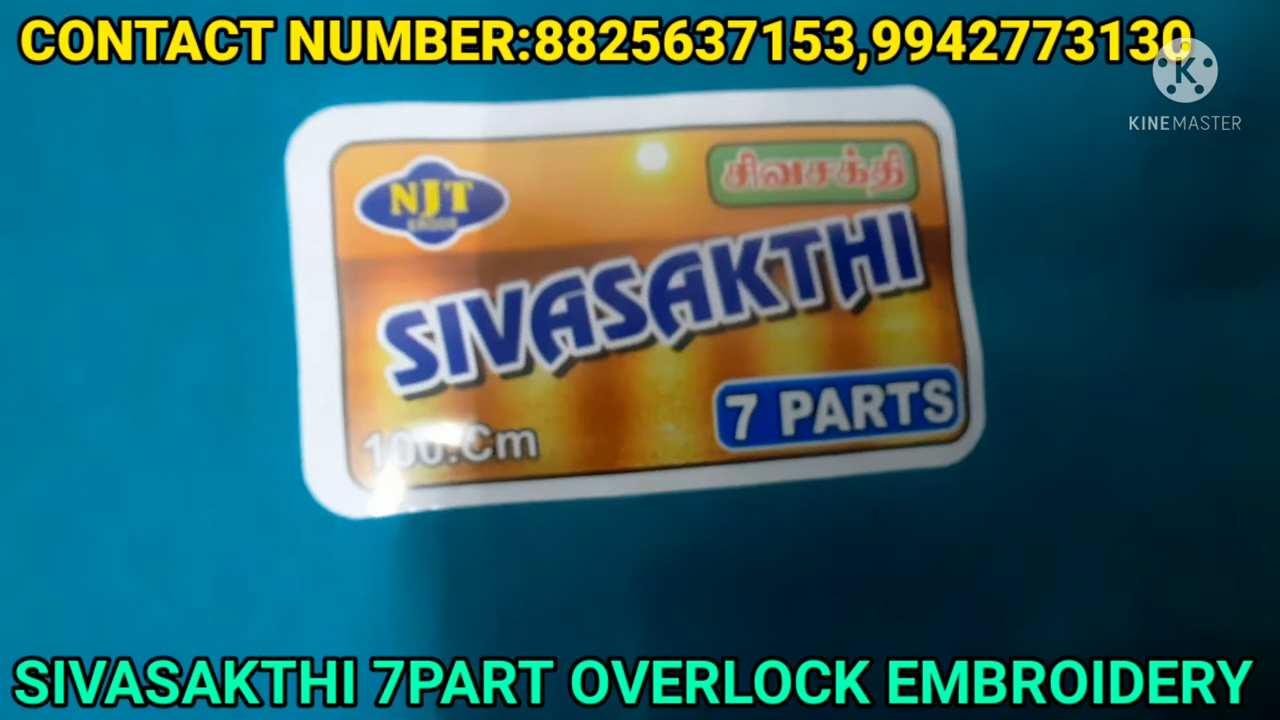 CONTACT NUMBER:8825637153,9942773130
KINEMASTER
NJT
சிவசக்தி
SIVASAKTHI
7 PARTS
100.Cm
SIVASAKTHI 7PART OVERLOCK EMBROIDERY